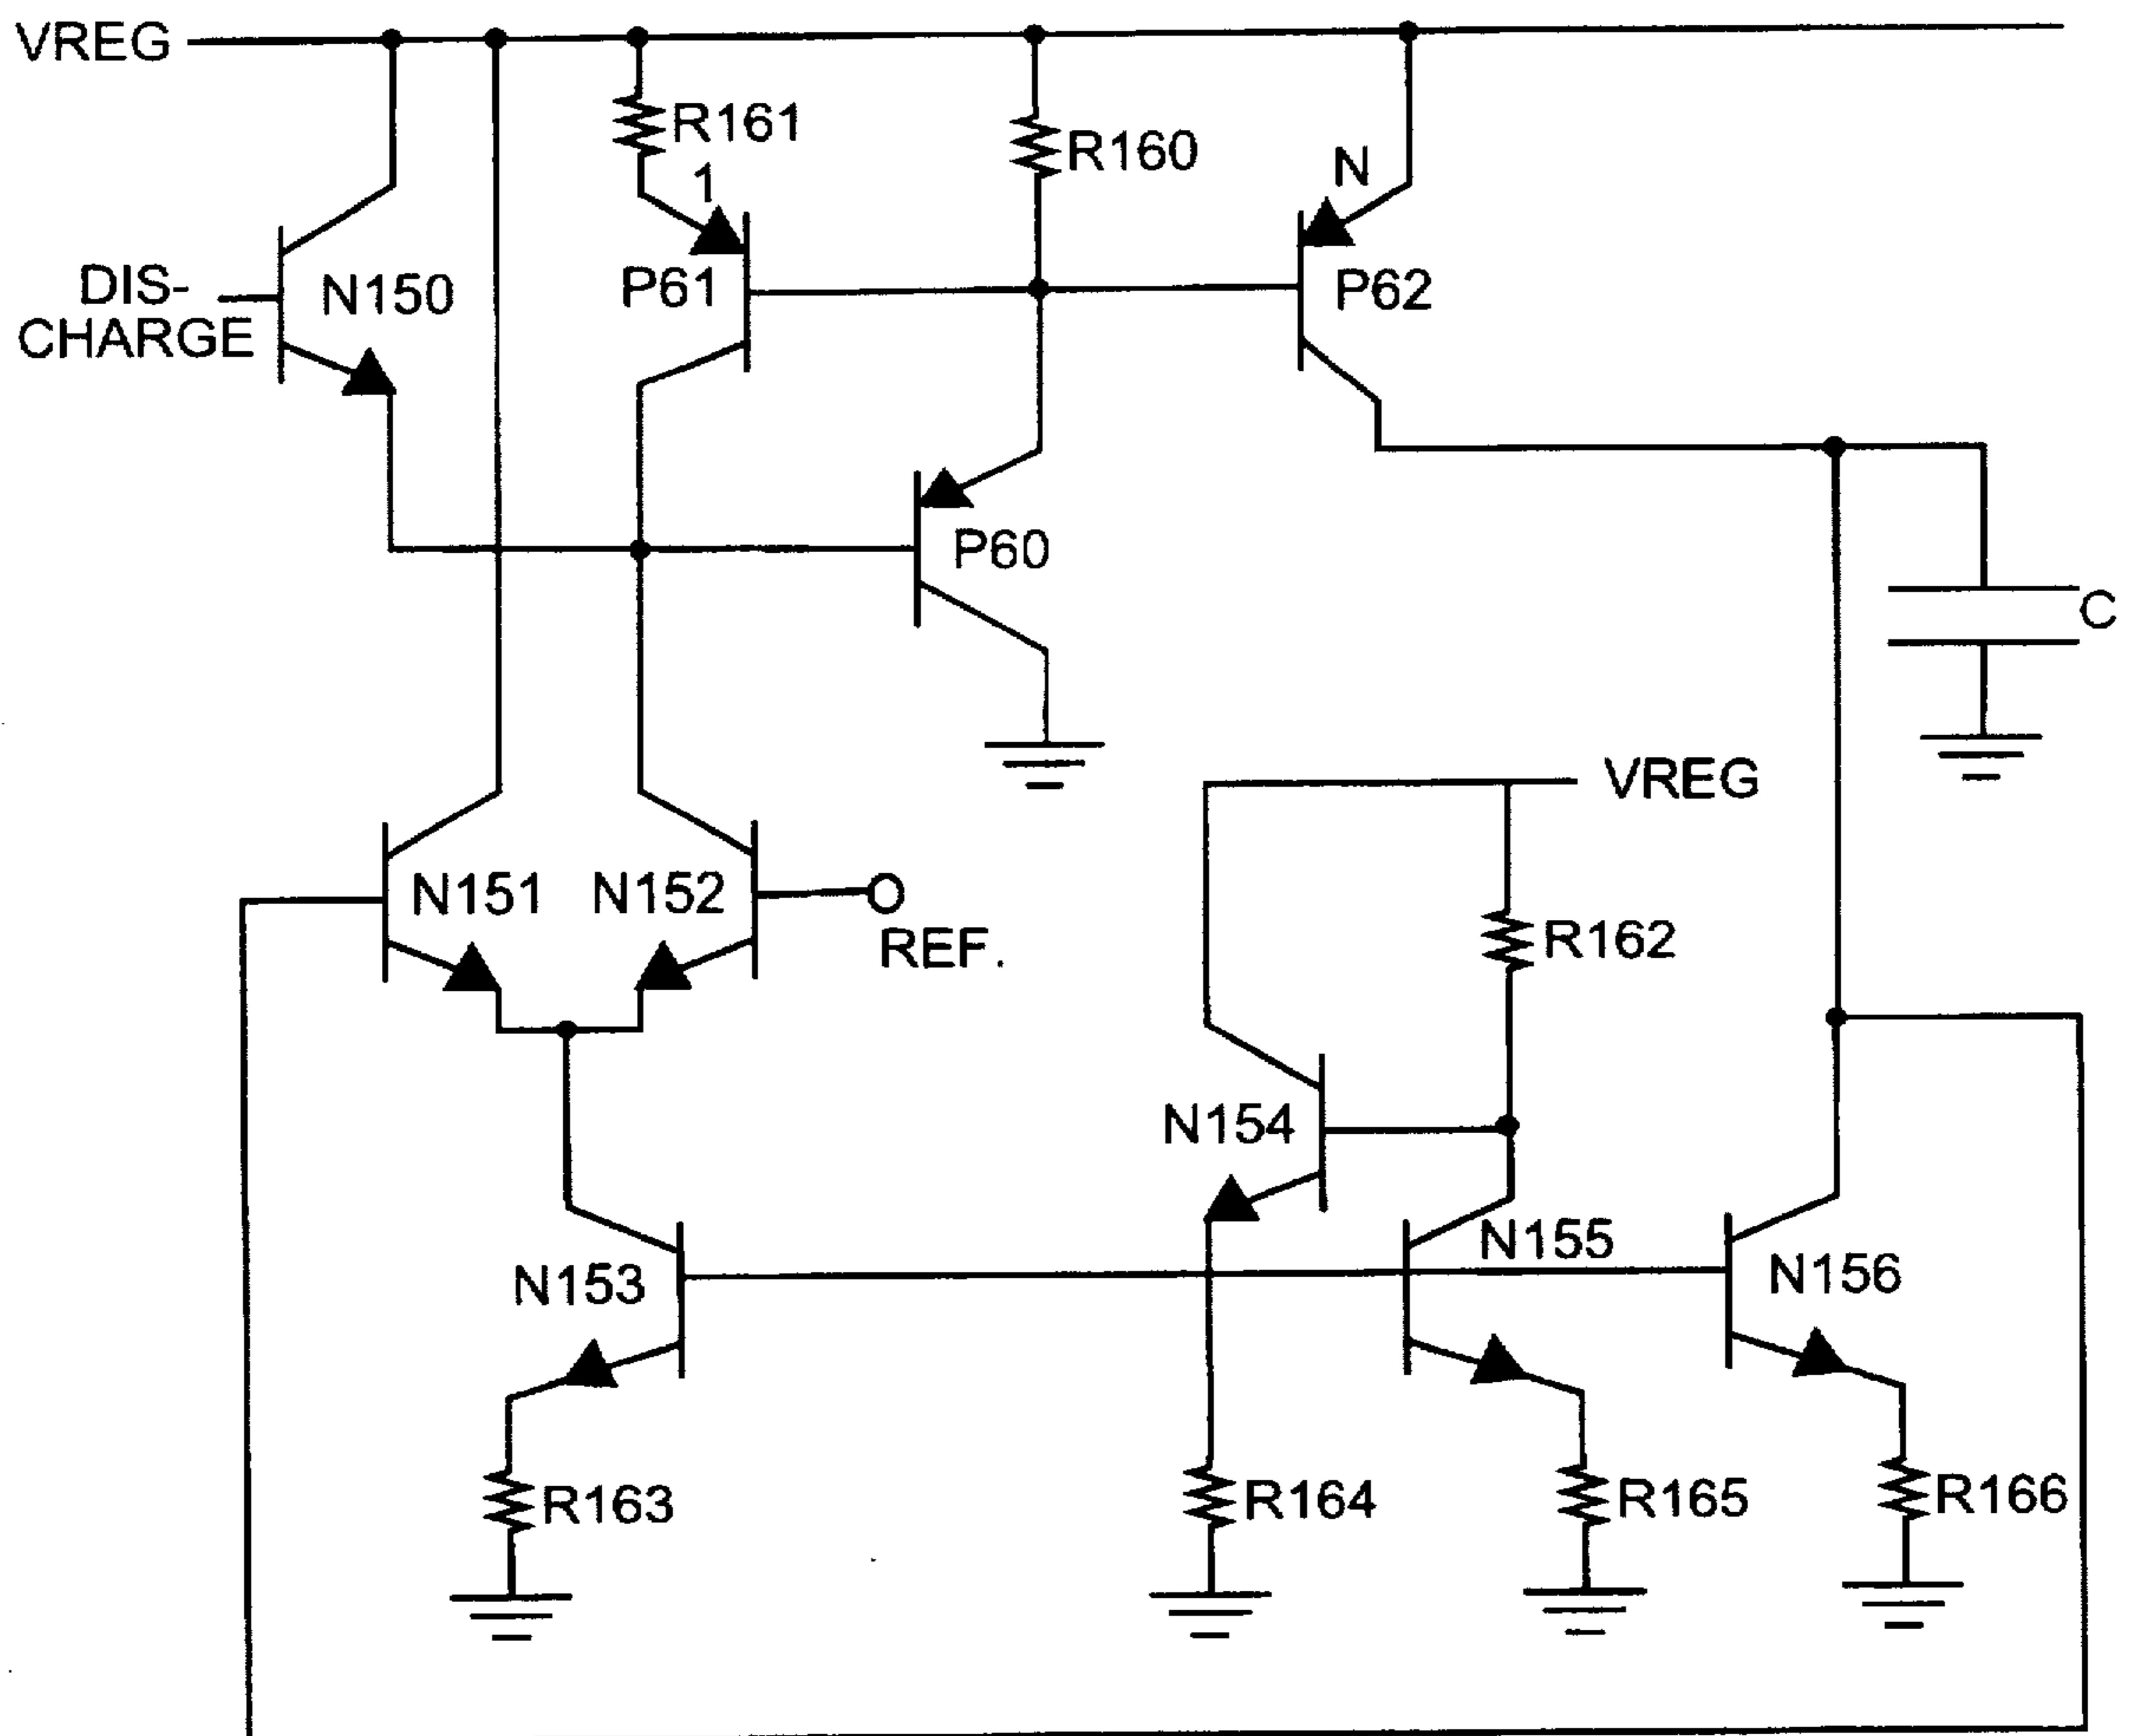 VREG
R161
1
R160
N
DIS-
CHARGE
N150
P61
P62
P60
C
VREG
N151
N152
REF.
R162
N154
N155
N153
N156
R163
R164
R165
R166